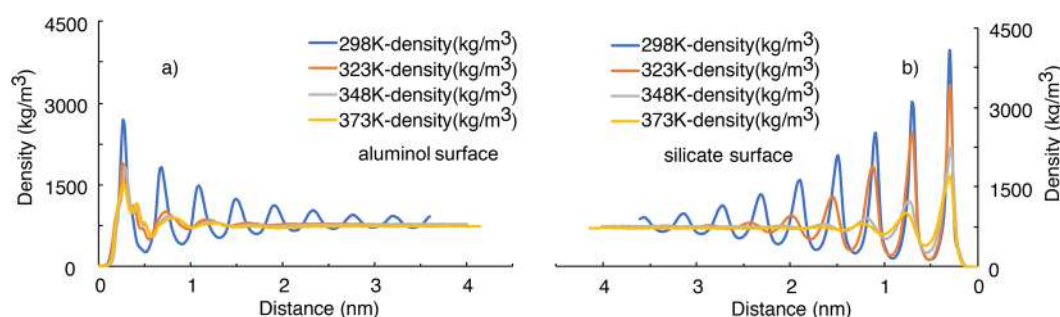 4500
3000
1500
0
Density (kg/m3)
a)
298K-density(kg/m3)
323K-density(kg/m3)
348K-density(kg/m3)
373K-density(kg/m3)
aluminol surface
0 1 2 3 4
Distance (nm)
298K-density(kg/m3)
323K-density(kg/m3)
348K-density(kg/m3)
373K-density(kg/m3)
b)
silicate surface
4500
3000
1500
0
Density (kg/m3)
4 3 2 1 0
Distance (nm)